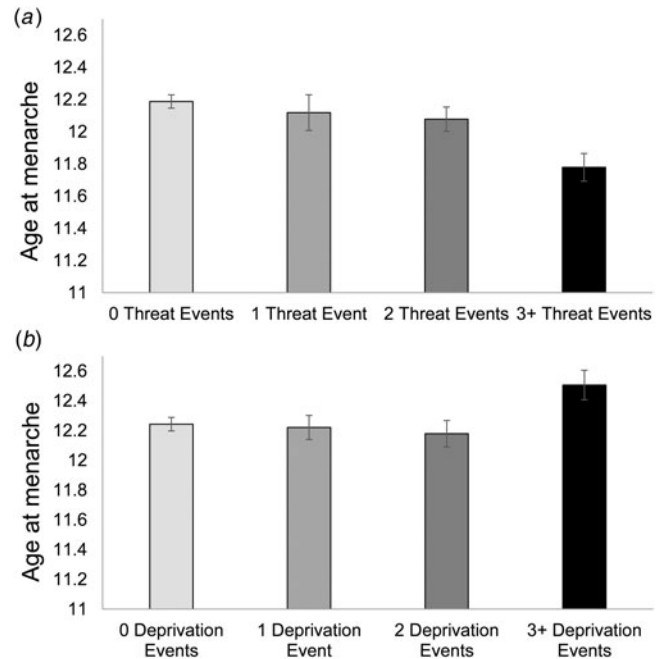 (a)
Age at menarche
12.6
12.4
12.2
12
11.8
11.6
11.4
11.2
11
0 Threat Events 1 Threat Event 2 Threat Events 3+ Threat Events
(b)
Age at menarche
12.6
12.4
12.2
12
11.8
11.6
11.4
11.2
11
0 Deprivation 1 Deprivation 2 Deprivation 3+ Deprivation
Events Event Events Events